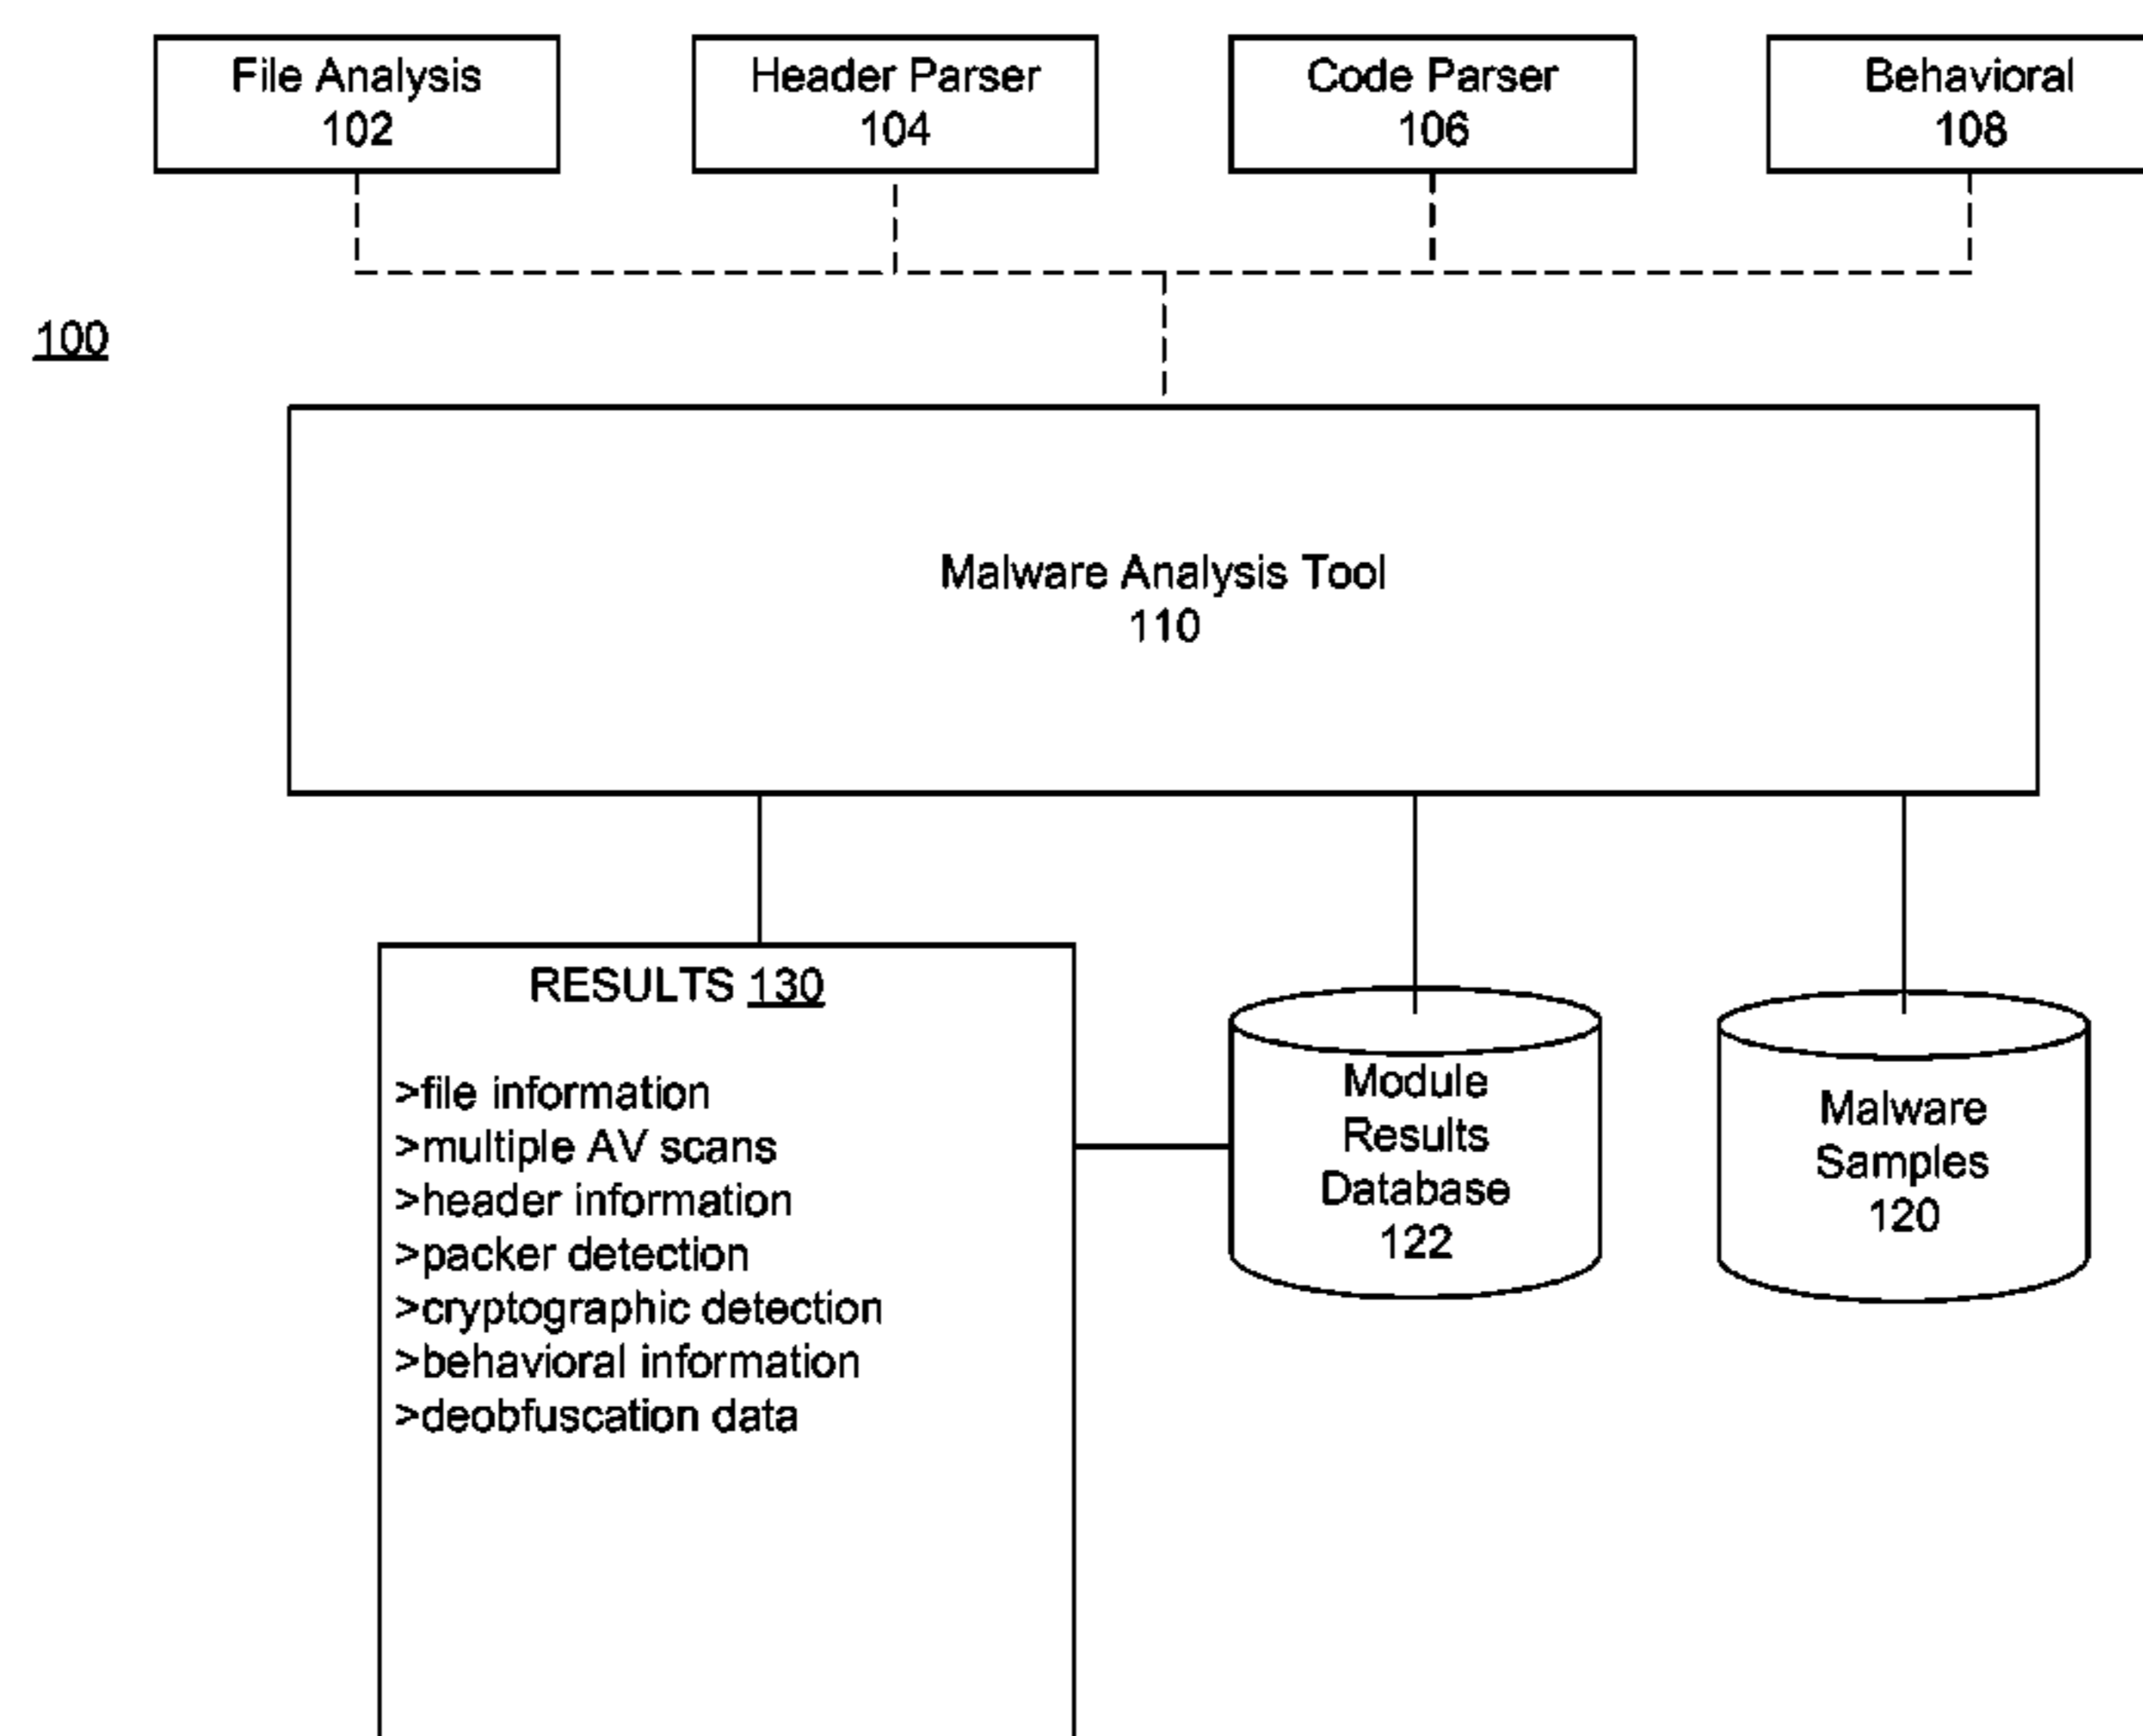 File Analysis
102
Header Parser
104
Code Parser
106
Behavioral
108
100
Malware Analysis Tool
110
RESULTS 130
>file information
>multiple AV scans
>header information
>packer detection
>cryptographic detection
>behavioral information
>deobfuscation data
Module
Results
Database
122
Malware
Samples
120